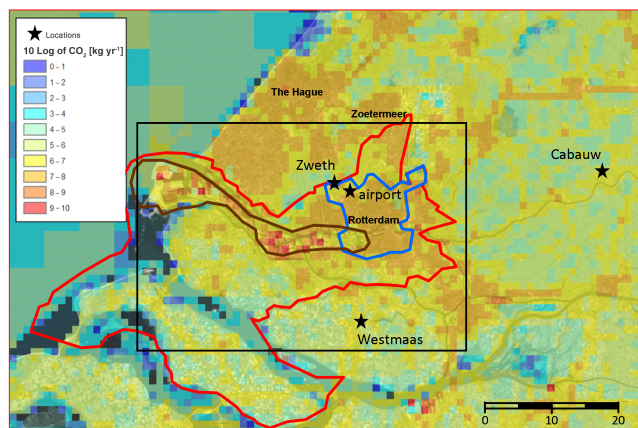 Locations
10 Log of CO₂ [kg yr⁻¹]
0 – 1
1 – 2
2 – 3
3 – 4
4 – 5
5 – 6
6 – 7
7 – 8
8 – 9
9 – 10
The Hague
Zoetermeer
Zweth
airport
Cabauw
Rotterdam
Westmaas
0
10
20